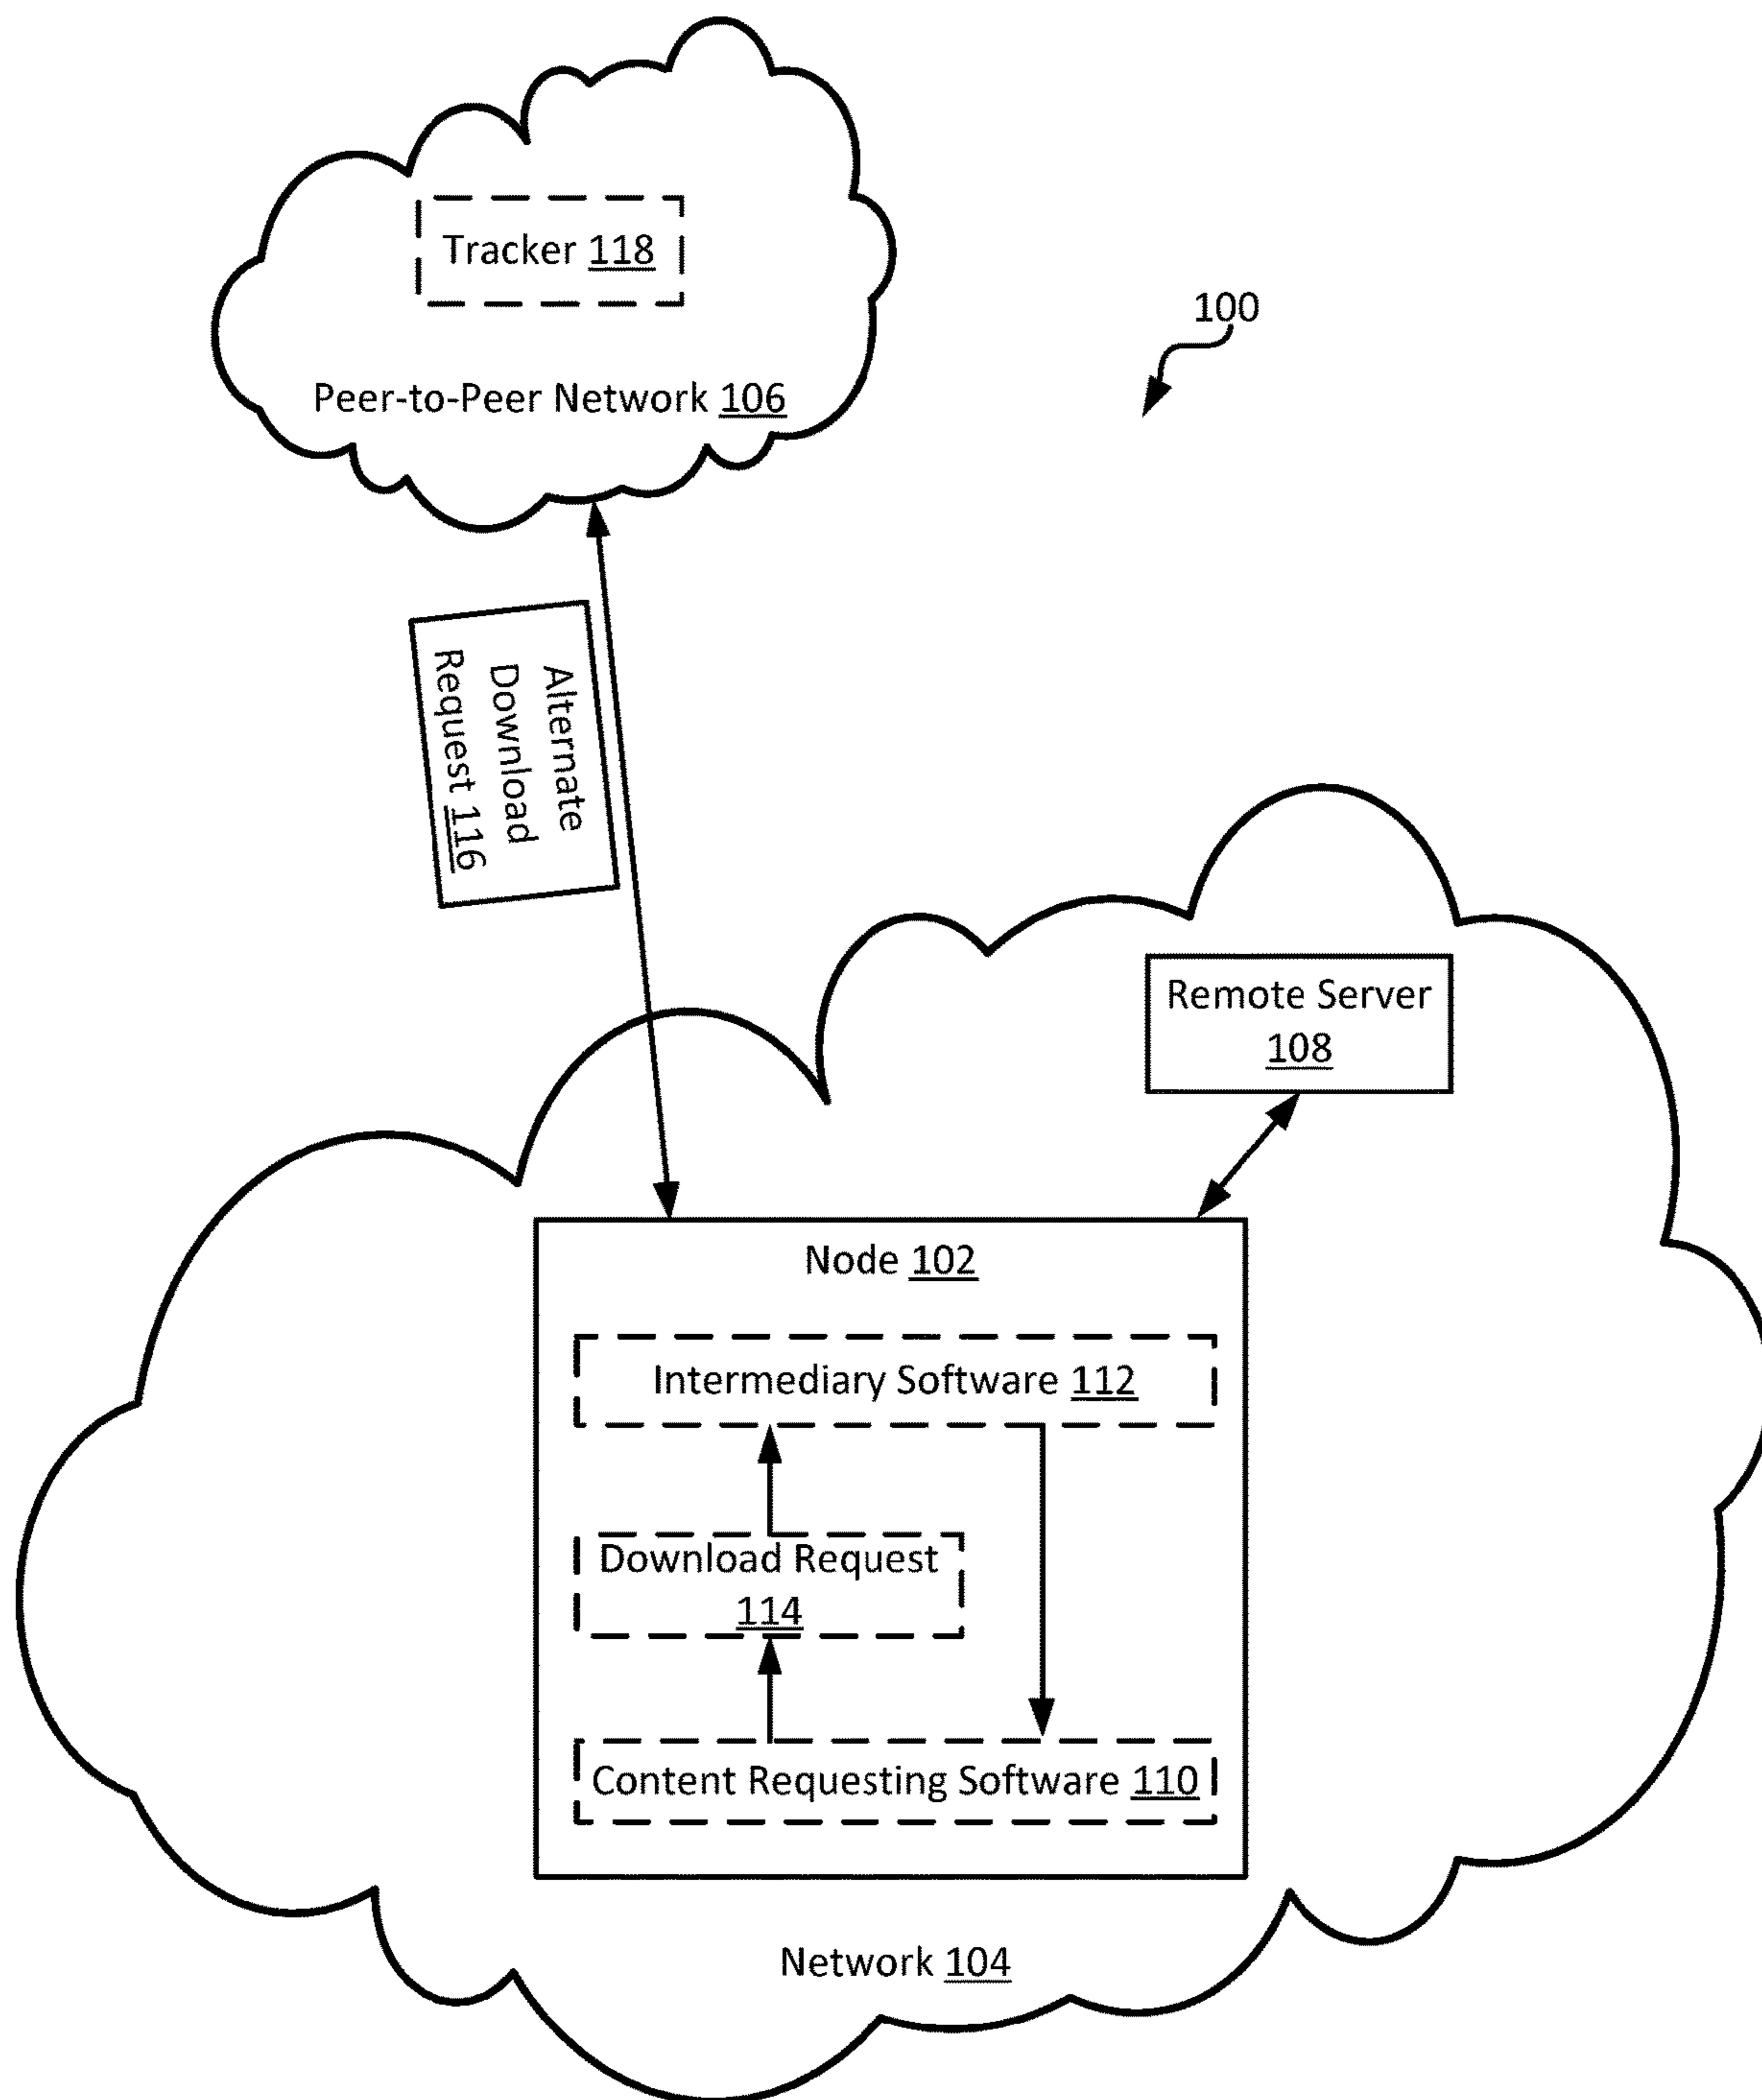 Tracker 118
100
Peer-to-Peer Network 106
Alternate
Download
Request 116
Remote Server
108
Node 102
Intermediary Software 112
Download Request
114
Content Requesting Software 110
Network 104